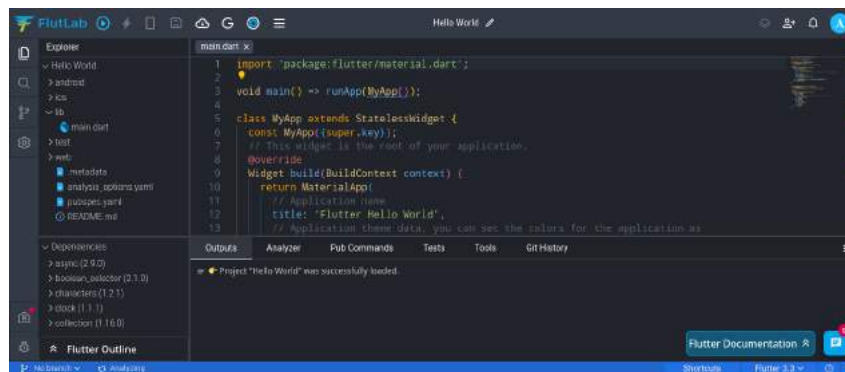 FlutLab
Hello World
Explorer
main.dart ×
Hello World
android
ios
lib
main.dart
test
web
.metadata
analysis_options.yaml
pubspec.yaml
README.md
1 import 'package:flutter/material.dart';
2
3 void main() => runApp(MyApp());
4
5 class MyApp extends StatelessWidget {
6 const MyApp({super.key});
7 // This widget is the root of your application.
8 @override
9 Widget build(BuildContext context) {
10 return MaterialApp(
11 // Application name
12 title: 'Flutter Hello World',
13 // Application theme data, you can set the colors for the application as
Dependencies
async (2.9.0)
boolean_selector (2.1.0)
characters (1.2.1)
clock (1.1.1)
collection (1.16.0)
Flutter Outline
Outputs Analyzer Pub Commands Tests Tools Git History
Project "Hello World" was successfully loaded.
Flutter Documentation
No branch Analyzing Shortcuts Flutter 3.3